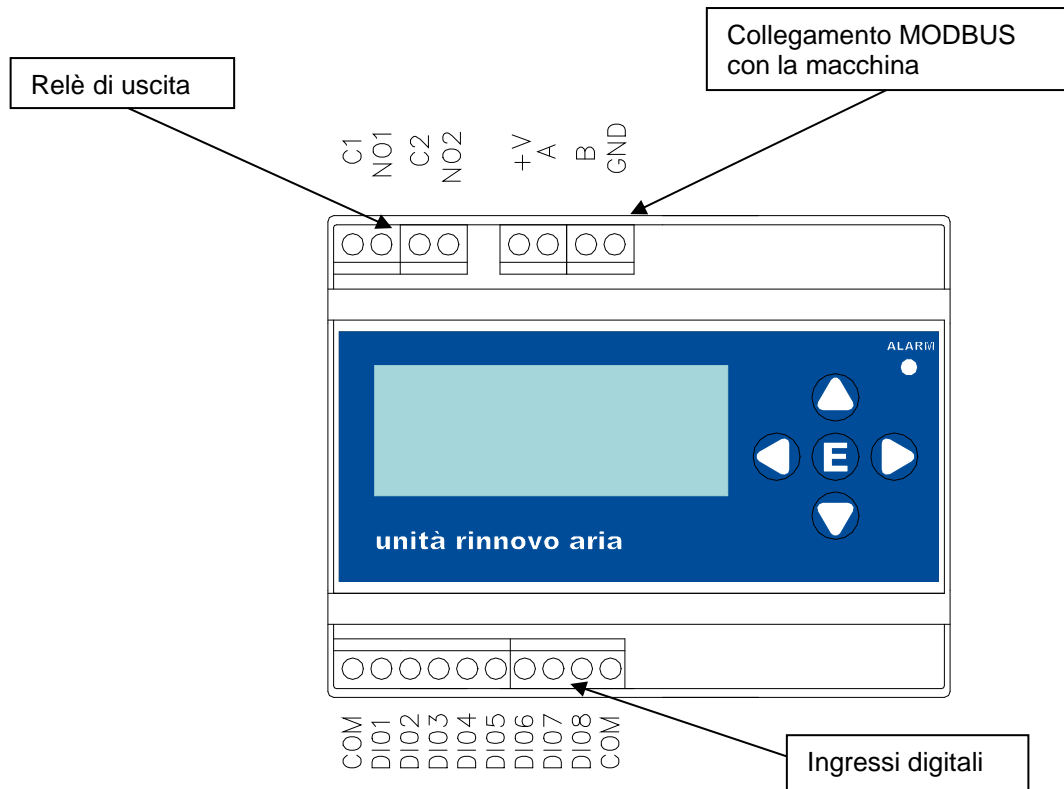 Collegamento MODBUS
con la macchina
Relè di uscita
C1
NO1
C2
NO2
+V
A
B
GND
ALARM
E
unità rinnovo aria
COM
DI01
DI02
DI03
DI04
DI05
DI06
DI07
DI08
COM
Ingressi digitali